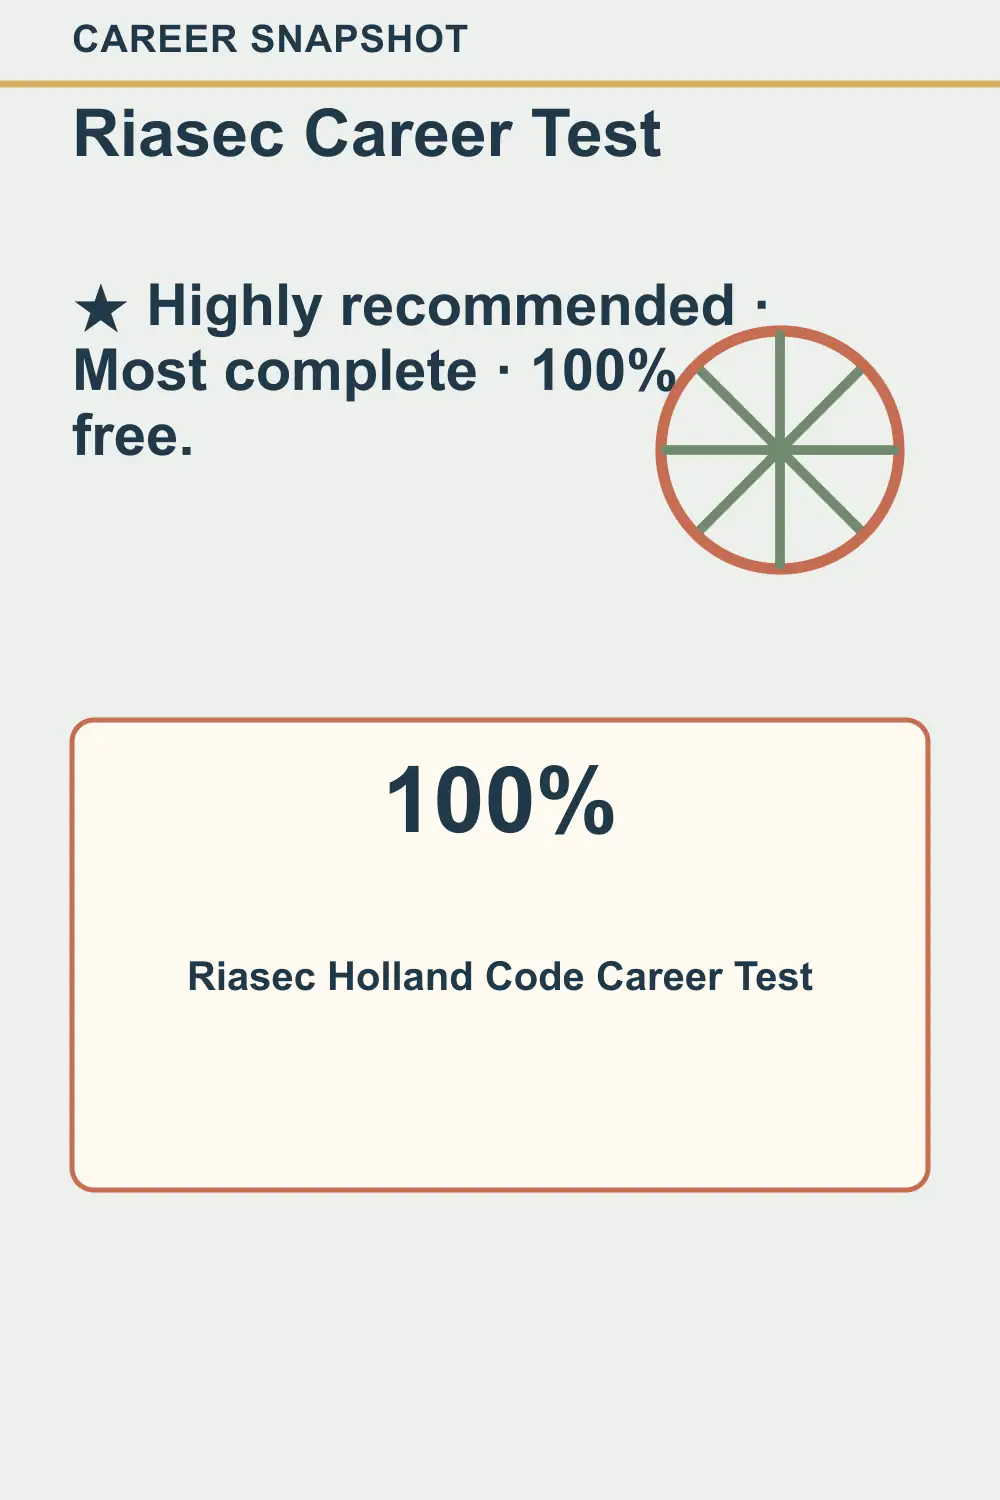 CAREER SNAPSHOT
Riasec Career Test
★ Highly recommended ·
Most complete · 100%
free.
100%
Riasec Holland Code Career Test